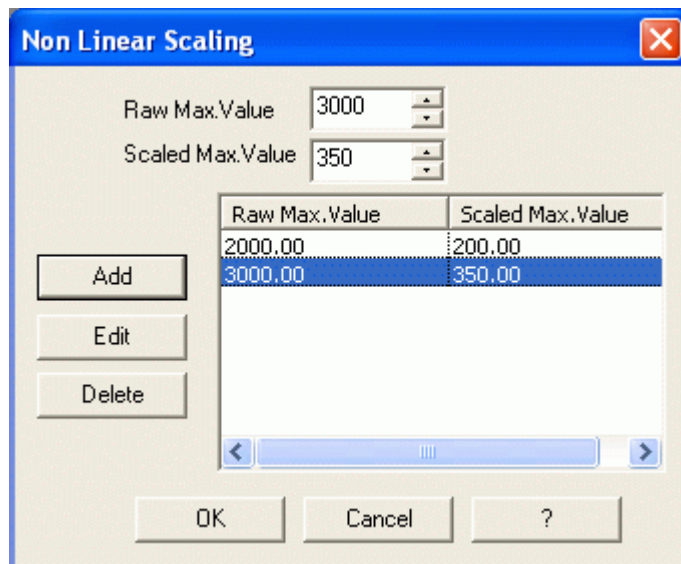 Non Linear Scaling
Raw Max.Value 3000
Scaled Max.Value 350
Raw Max.Value Scaled Max.Value
2000.00 200.00
3000.00 350.00
Add
Edit
Delete
OK Cancel ?